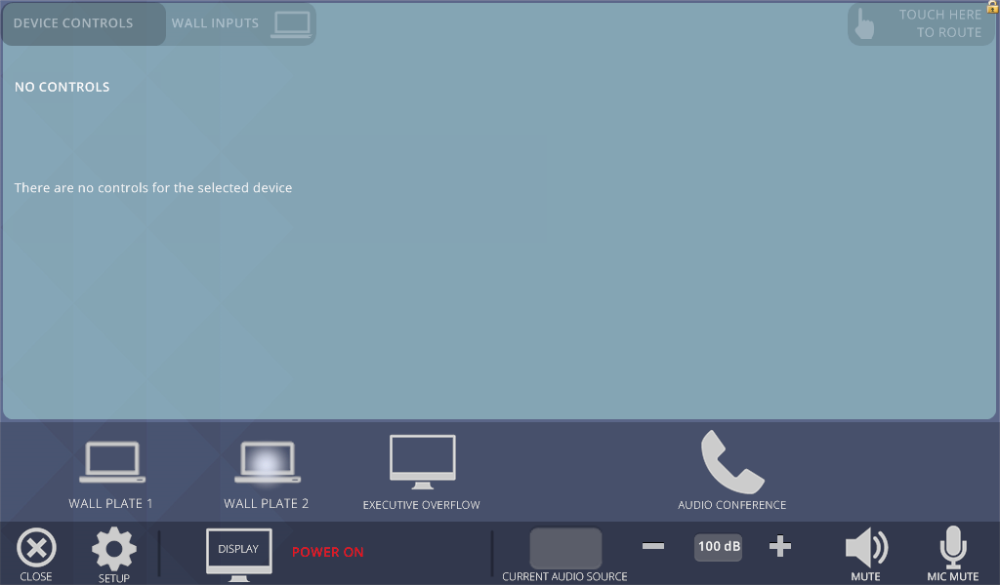 DEVICE CONTROLS
WALL INPUTS
TOUCH HERE
TO ROUTE
NO CONTROLS
There are no controls for the selected device
WALL PLATE 1
WALL PLATE 2
EXECUTIVE OVERFLOW
AUDIO CONFERENCE
CLOSE
SETUP
DISPLAY
POWER ON
CURRENT AUDIO SOURCE
100 dB
MUTE
MIC MUTE